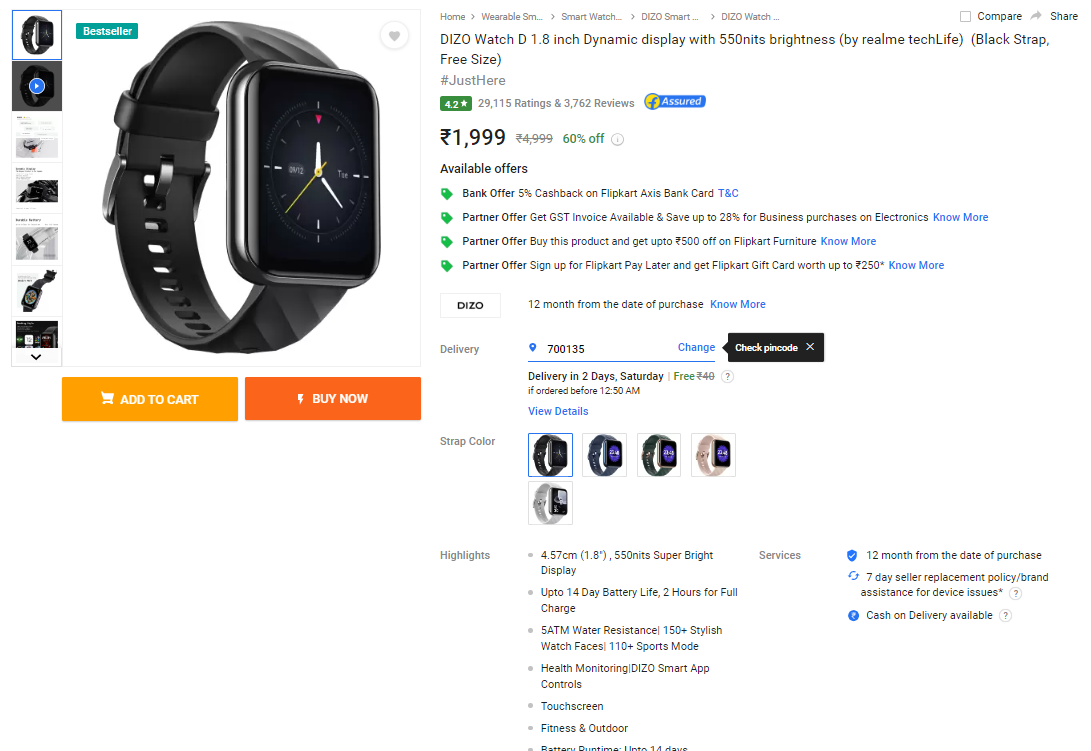 Bestseller
ADD TO CART
BUY NOW
Home > Wearable Sm... > Smart Watch... > DIZO Smart ... > DIZO Watch ...
Compare
Share
DIZO Watch D 1.8 inch Dynamic display with 550nits brightness (by realme techLife) (Black Strap,
Free Size)
#JustHere
4.2★ 29,115 Ratings & 3,762 Reviews Assured
₹1,999 ₹4,999 60% off
Available offers
Bank Offer 5% Cashback on Flipkart Axis Bank Card T&C
Partner Offer Get GST Invoice Available & Save up to 28% for Business purchases on Electronics Know More
Partner Offer Buy this product and get upto ₹500 off on Flipkart Furniture Know More
Partner Offer Sign up for Flipkart Pay Later and get Flipkart Gift Card worth up to ₹250* Know More
DIZO 12 month from the date of purchase Know More
Delivery 700135 Change Check pincode
Delivery in 2 Days, Saturday | Free ₹40 ?
if ordered before 12:50 AM
View Details
Strap Color
Highlights
4.57cm (1.8") , 550nits Super Bright
Display
Upto 14 Day Battery Life, 2 Hours for Full
Charge
5ATM Water Resistance| 150+ Stylish
Watch Faces| 110+ Sports Mode
Health Monitoring|DIZO Smart App
Controls
Touchscreen
Fitness & Outdoor
Battery Runtime: Upto 14 days
Services
12 month from the date of purchase
7 day seller replacement policy/brand
assistance for device issues* ?
Cash on Delivery available ?
09/12
Tue